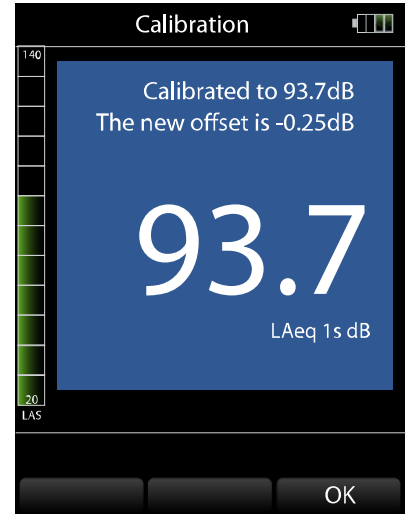 Calibration
140
Calibrated to 93.7dB
The new offset is -0.25dB
93.7
LAeq 1s dB
20
LAS
OK